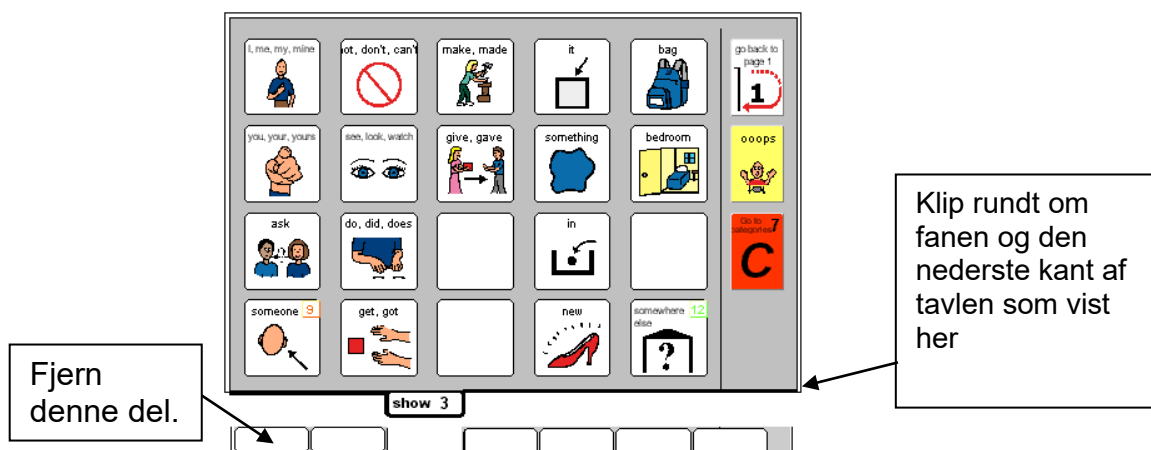 I, me, my, mine
not, don't, can't
make, made
it
bag
go back to
page 1
1
you, your, yours
see, look, watch
give, gave
something
bedroom
ooops
ask
do, did, does
in
Go to
categories 7
C
someone 9
get, got
new
somewhere 12
else
?
show 3
Klip rundt om
fanen og den
nederste kant af
tavlen som vist
her
Fjern
denne del.